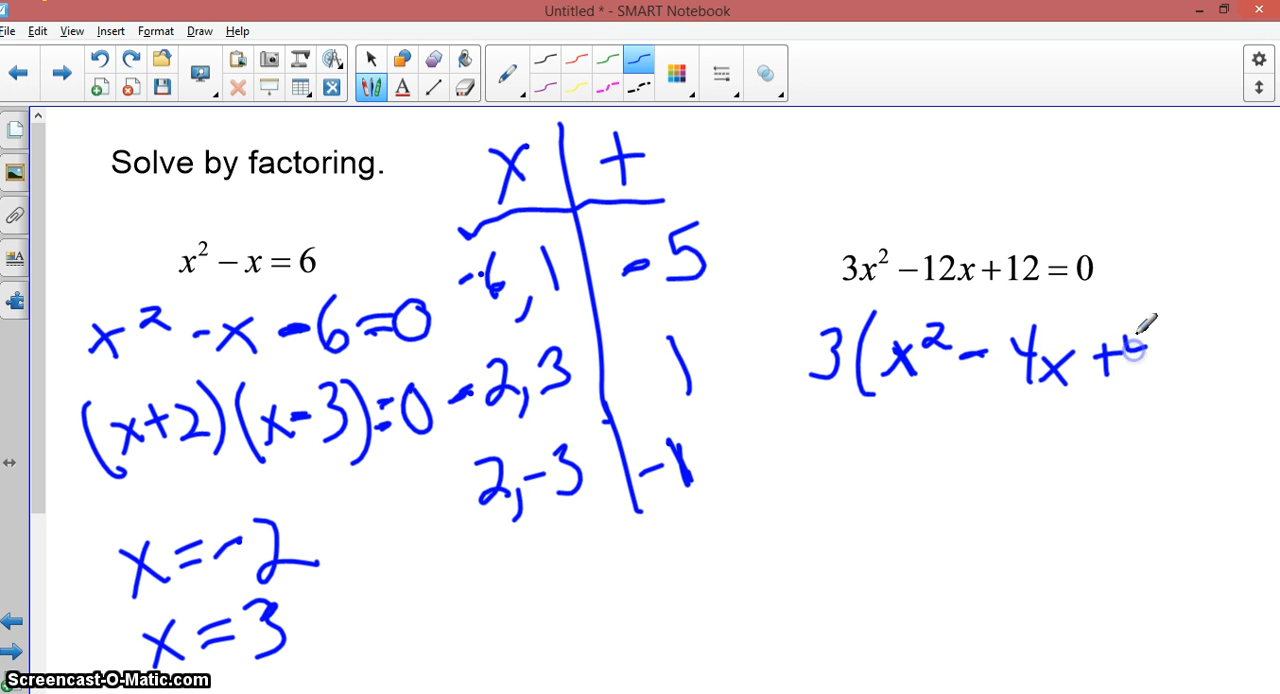 Untitled * - SMART Notebook
File Edit View Insert Format Draw Help
Solve by factoring.
x² - x = 6
x² - x - 6 = 0
(x+2)(x-3) = 0
x = -2
x = 3
x | +
-6, 1 | -5
-2, 3 | 1
2, -3 | -1
3x² - 12x + 12 = 0
3(x² - 4x + 4
Screencast-O-Matic.com